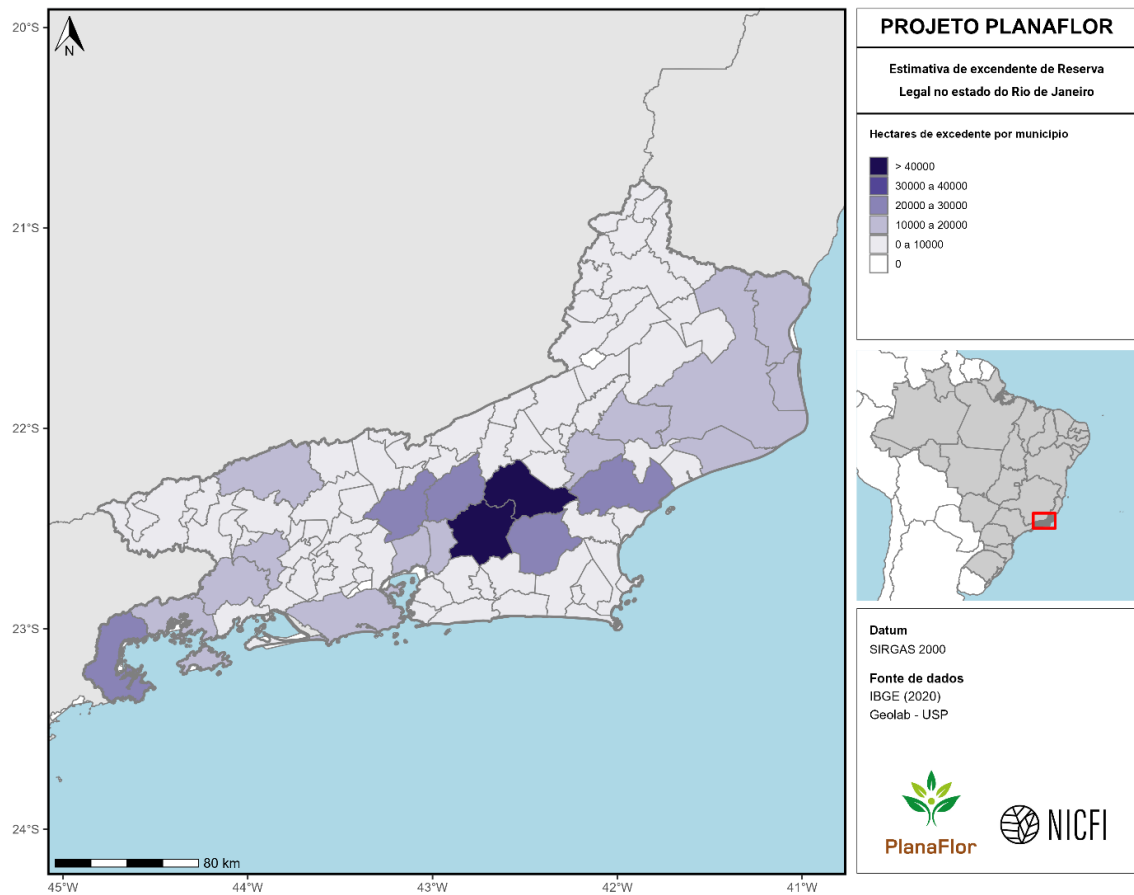 PROJETO PLANAFLOR
Estimativa de excendente de Reserva
Legal no estado do Rio de Janeiro
Hectares de excedente por município
> 40000
30000 a 40000
20000 a 30000
10000 a 20000
0 a 10000
0
Datum
SIRGAS 2000
Fonte de dados
IBGE (2020)
Geolab - USP
PlanaFlor
NICFI
N
20°S
21°S
22°S
23°S
24°S
80 km
45°W
44°W
43°W
42°W
41°W